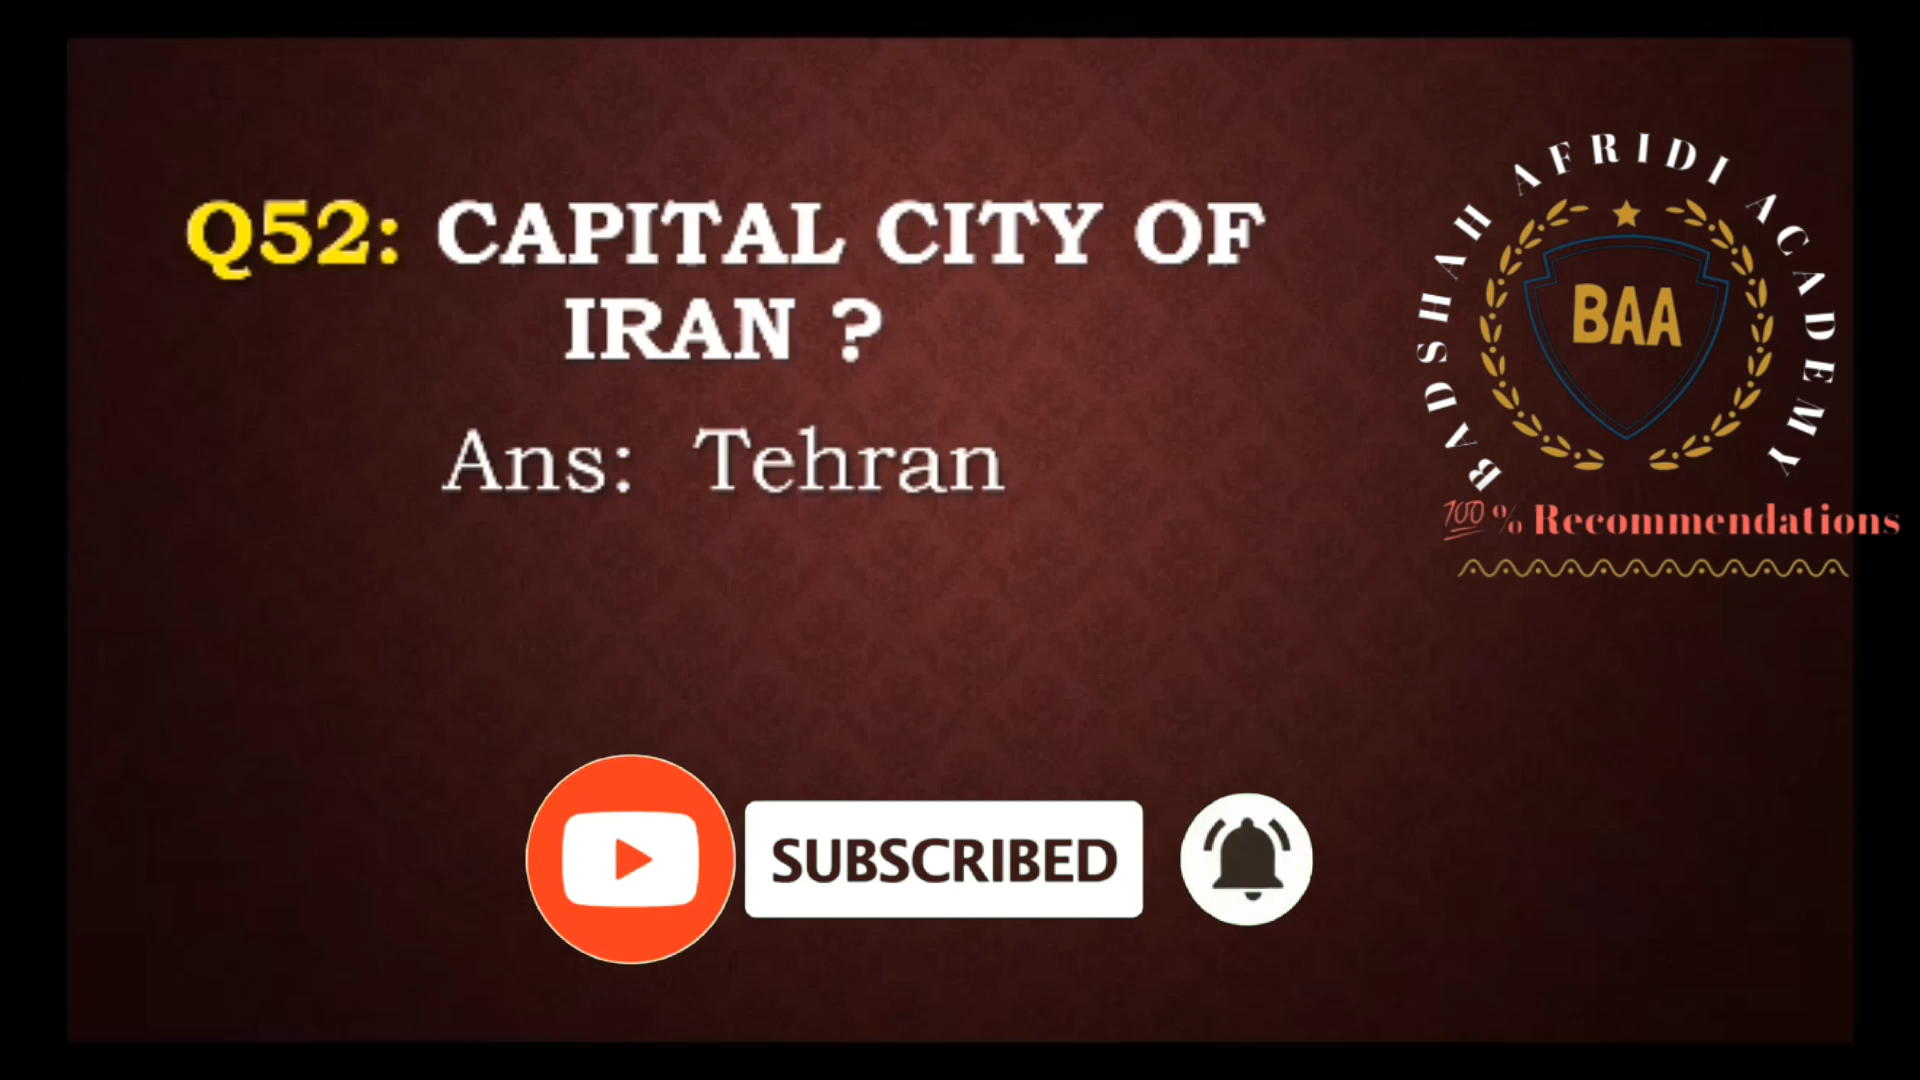 Q52: CAPITAL CITY OF
IRAN ?
Ans: Tehran
BADSHAH AFRIDI ACADEMY
BAA
100 % Recommendations
SUBSCRIBED